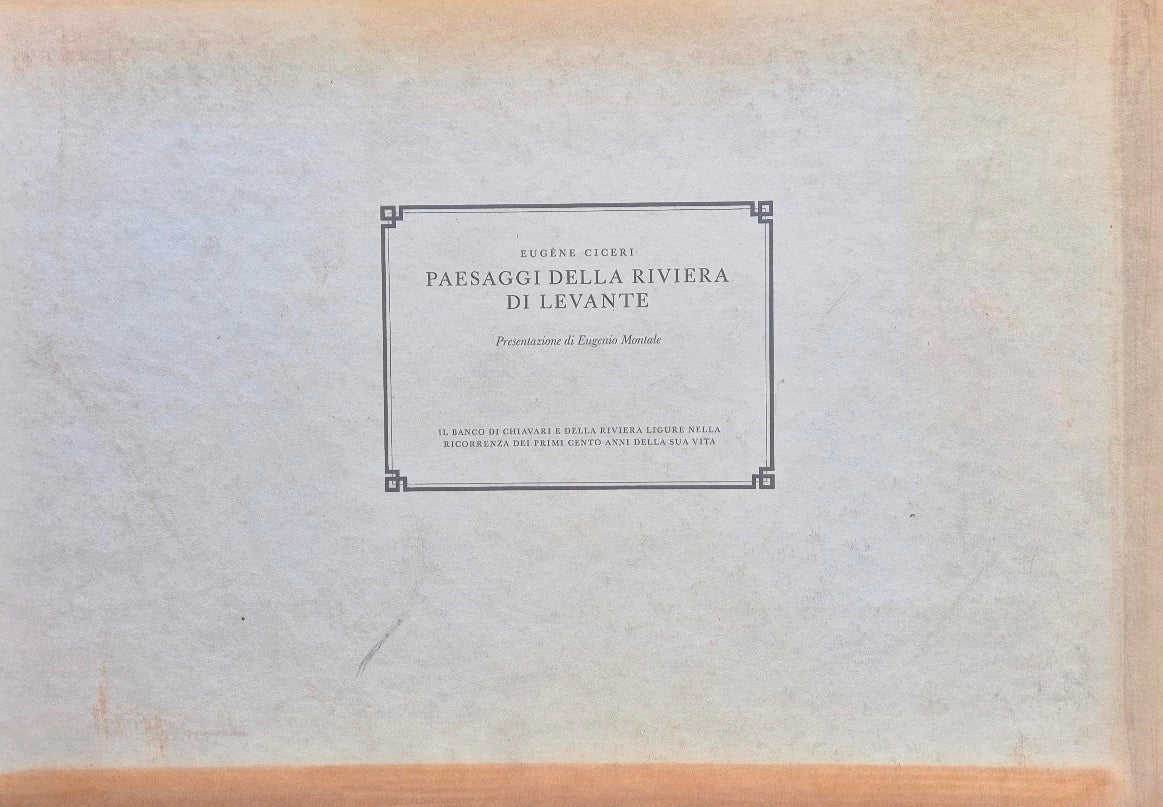 EUGÈNE CICERI
PAESAGGI DELLA RIVIERA
DI LEVANTE
Presentazione di Eugenio Montale
IL BANCO DI CHIAVARI E DELLA RIVIERA LIGURE NELLA
RICORRENZA DEI PRIMI CENTO ANNI DELLA SUA VITA